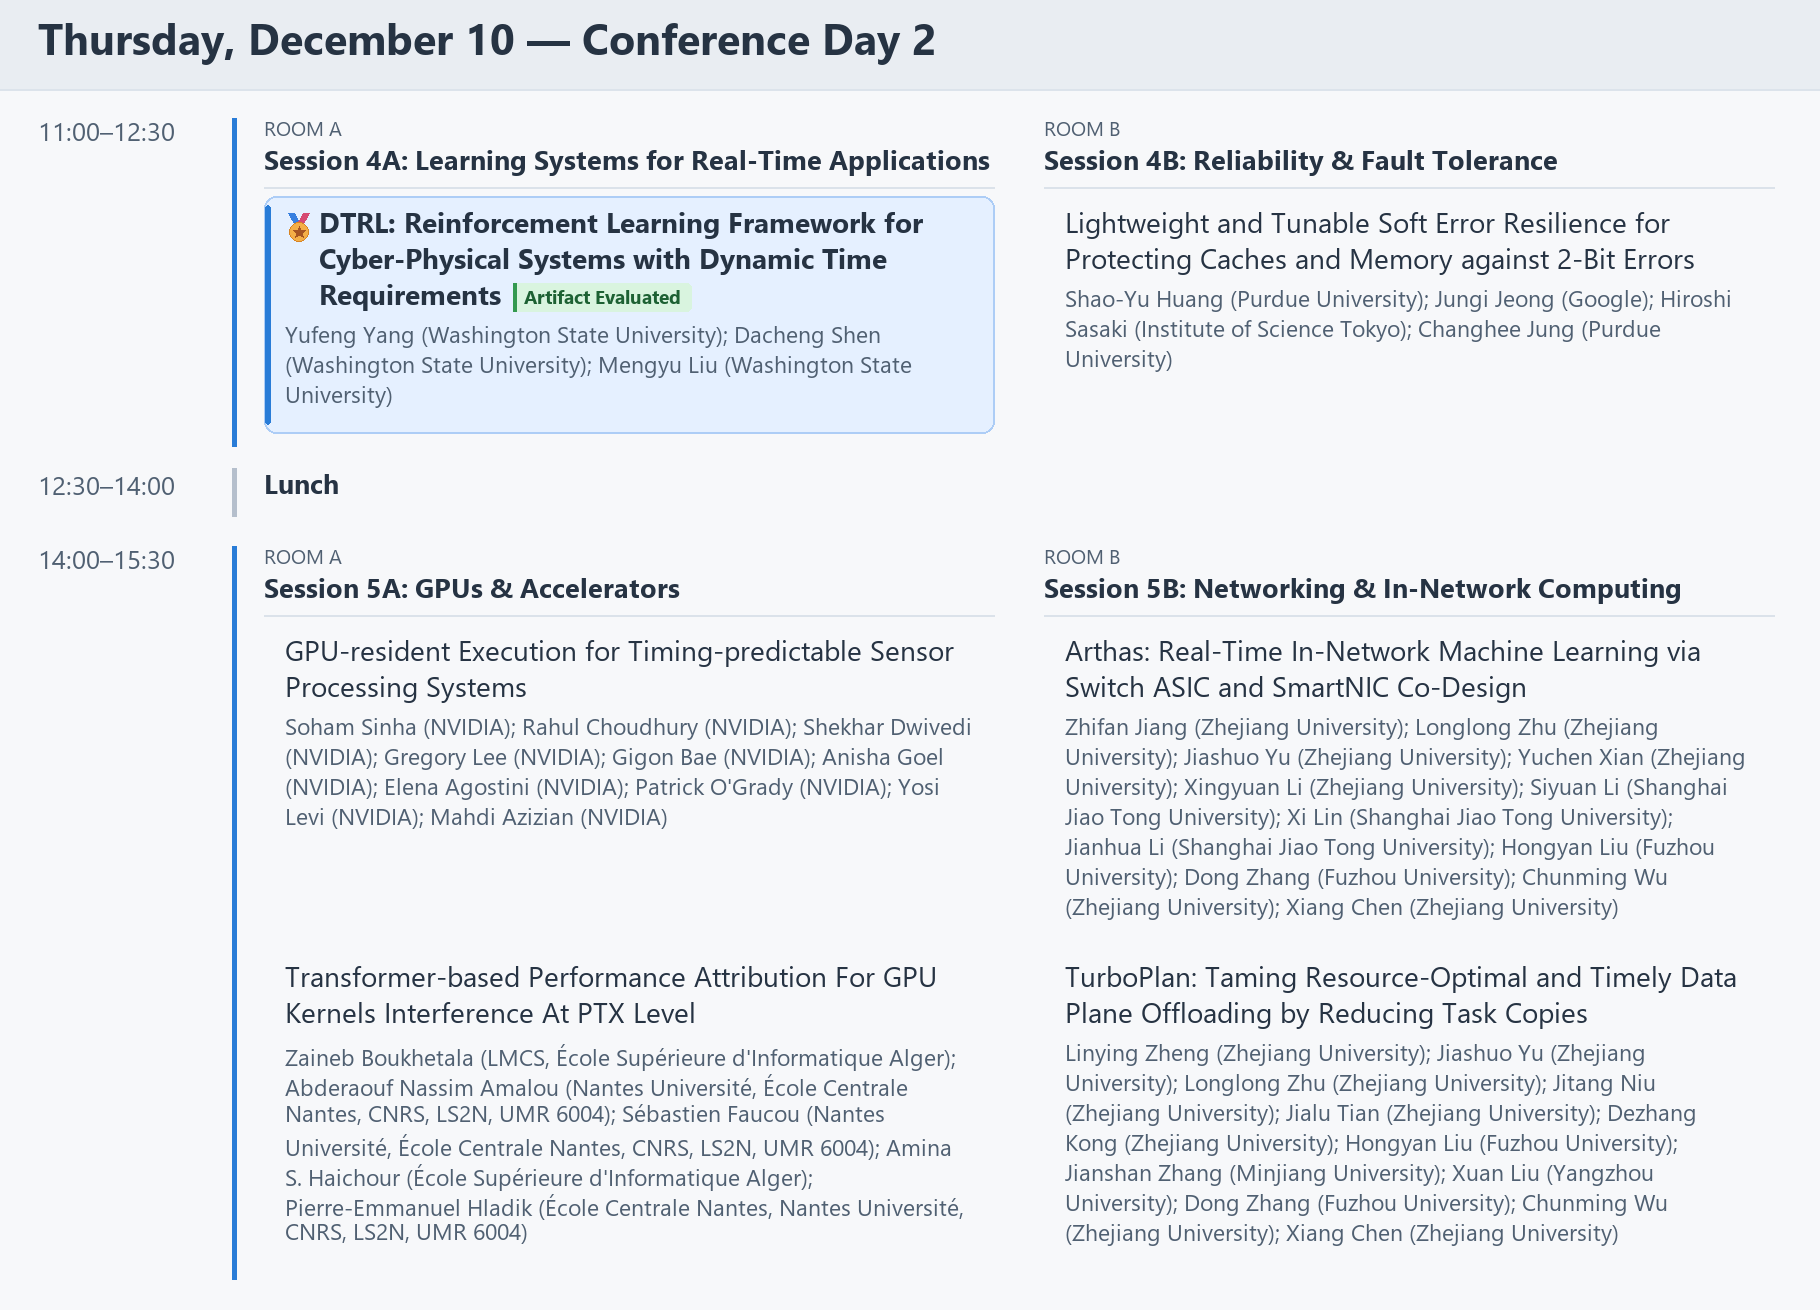 Thursday, December 10 — Conference Day 2
11:00–12:30
ROOM A
Session 4A: Learning Systems for Real-Time Applications
DTRL: Reinforcement Learning Framework for
Cyber-Physical Systems with Dynamic Time
Requirements Artifact Evaluated
Yufeng Yang (Washington State University); Dacheng Shen
(Washington State University); Mengyu Liu (Washington State
University)
ROOM B
Session 4B: Reliability & Fault Tolerance
Lightweight and Tunable Soft Error Resilience for
Protecting Caches and Memory against 2-Bit Errors
Shao-Yu Huang (Purdue University); Jungi Jeong (Google); Hiroshi
Sasaki (Institute of Science Tokyo); Changhee Jung (Purdue
University)
12:30–14:00
Lunch
14:00–15:30
ROOM A
Session 5A: GPUs & Accelerators
GPU-resident Execution for Timing-predictable Sensor
Processing Systems
Soham Sinha (NVIDIA); Rahul Choudhury (NVIDIA); Shekhar Dwivedi
(NVIDIA); Gregory Lee (NVIDIA); Gigon Bae (NVIDIA); Anisha Goel
(NVIDIA); Elena Agostini (NVIDIA); Patrick O'Grady (NVIDIA); Yosi
Levi (NVIDIA); Mahdi Azizian (NVIDIA)
Transformer-based Performance Attribution For GPU
Kernels Interference At PTX Level
Zaineb Boukhetala (LMCS, École Supérieure d'Informatique Alger);
Abderaouf Nassim Amalou (Nantes Université, École Centrale
Nantes, CNRS, LS2N, UMR 6004); Sébastien Faucou (Nantes
Université, École Centrale Nantes, CNRS, LS2N, UMR 6004); Amina
S. Haichour (École Supérieure d'Informatique Alger);
Pierre-Emmanuel Hladik (École Centrale Nantes, Nantes Université,
CNRS, LS2N, UMR 6004)
ROOM B
Session 5B: Networking & In-Network Computing
Arthas: Real-Time In-Network Machine Learning via
Switch ASIC and SmartNIC Co-Design
Zhifan Jiang (Zhejiang University); Longlong Zhu (Zhejiang
University); Jiashuo Yu (Zhejiang University); Yuchen Xian (Zhejiang
University); Xingyuan Li (Zhejiang University); Siyuan Li (Shanghai
Jiao Tong University); Xi Lin (Shanghai Jiao Tong University);
Jianhua Li (Shanghai Jiao Tong University); Hongyan Liu (Fuzhou
University); Dong Zhang (Fuzhou University); Chunming Wu
(Zhejiang University); Xiang Chen (Zhejiang University)
TurboPlan: Taming Resource-Optimal and Timely Data
Plane Offloading by Reducing Task Copies
Linying Zheng (Zhejiang University); Jiashuo Yu (Zhejiang
University); Longlong Zhu (Zhejiang University); Jitang Niu
(Zhejiang University); Jialu Tian (Zhejiang University); Dezhang
Kong (Zhejiang University); Hongyan Liu (Fuzhou University);
Jianshan Zhang (Minjiang University); Xuan Liu (Yangzhou
University); Dong Zhang (Fuzhou University); Chunming Wu
(Zhejiang University); Xiang Chen (Zhejiang University)